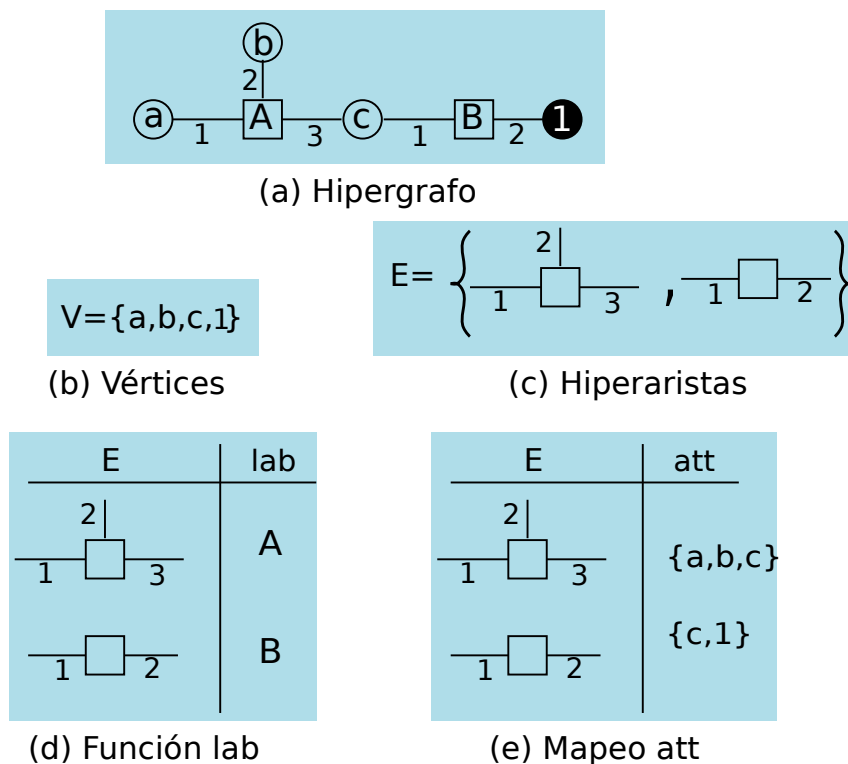 b
2
a A c B 1
1 3 1 2
(a) Hipergrafo
V={a,b,c,1}
(b) Vértices
E= { 2 , }
1 3 1 2
(c) Hiperaristas
E lab
2
A
1 3
B
1 2
(d) Función lab
E att
2
{a,b,c}
1 3
{c,1}
1 2
(e) Mapeo att